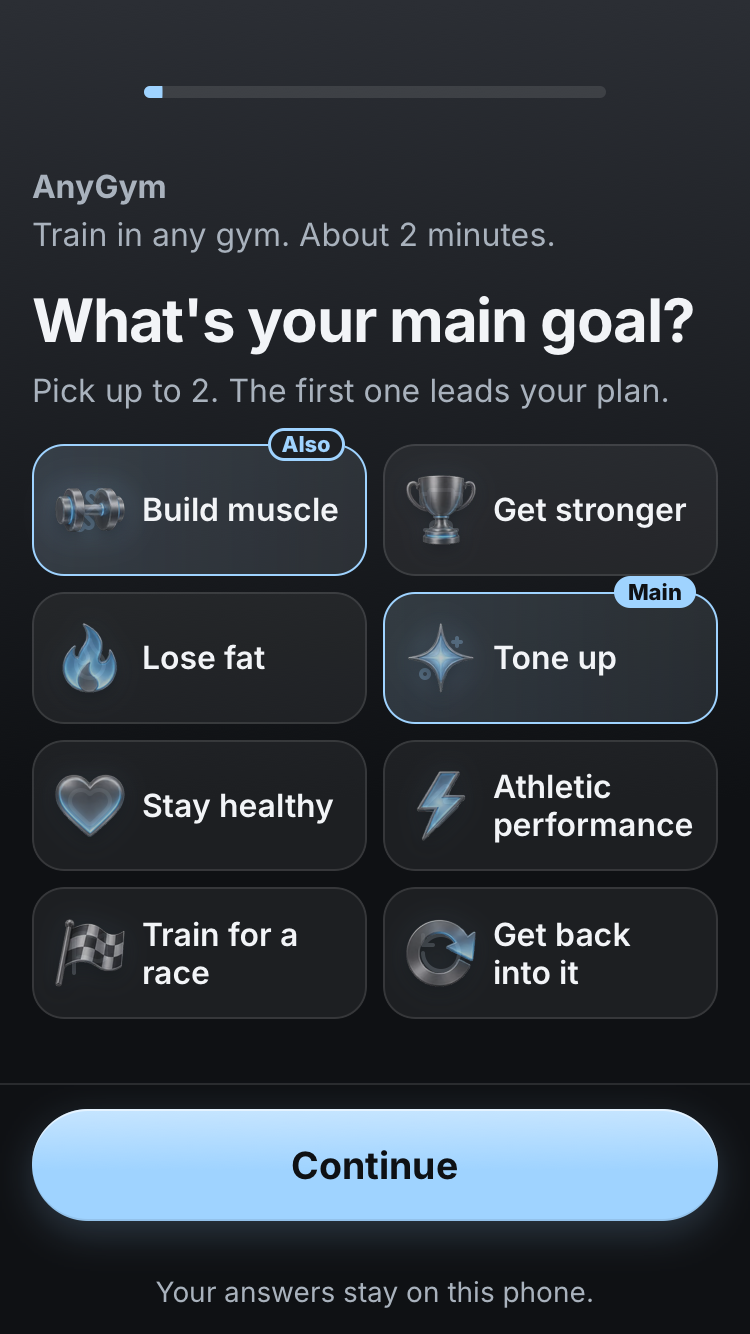 AnyGym
Train in any gym. About 2 minutes.
What's your main goal?
Pick up to 2. The first one leads your plan.
Also
Build muscle
Get stronger
Main
Lose fat
Tone up
Stay healthy
Athletic
performance
Train for a
race
Get back
into it
Continue
Your answers stay on this phone.